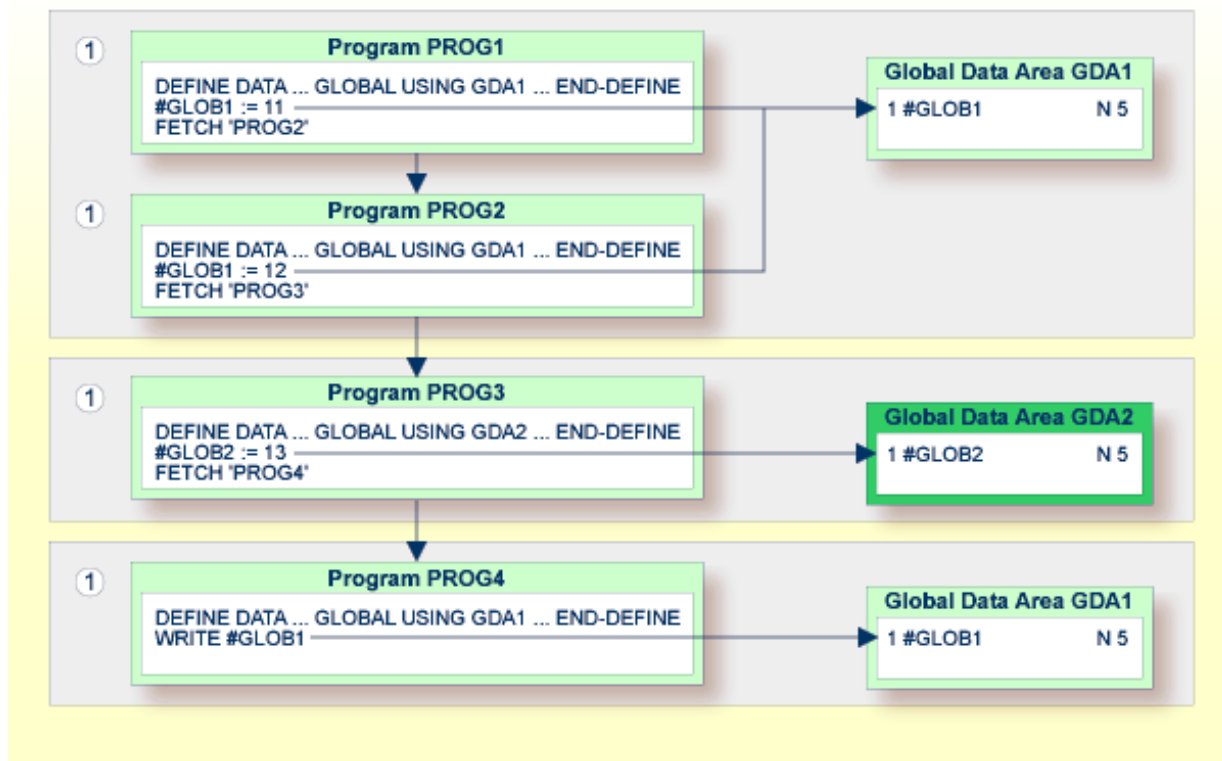 ①
Program PROG1
DEFINE DATA ... GLOBAL USING GDA1 ... END-DEFINE
#GLOB1 := 11
FETCH 'PROG2'
Global Data Area GDA1
1 #GLOB1 N 5
①
Program PROG2
DEFINE DATA ... GLOBAL USING GDA1 ... END-DEFINE
#GLOB1 := 12
FETCH 'PROG3'
①
Program PROG3
DEFINE DATA ... GLOBAL USING GDA2 ... END-DEFINE
#GLOB2 := 13
FETCH 'PROG4'
Global Data Area GDA2
1 #GLOB2 N 5
①
Program PROG4
DEFINE DATA ... GLOBAL USING GDA1 ... END-DEFINE
WRITE #GLOB1
Global Data Area GDA1
1 #GLOB1 N 5